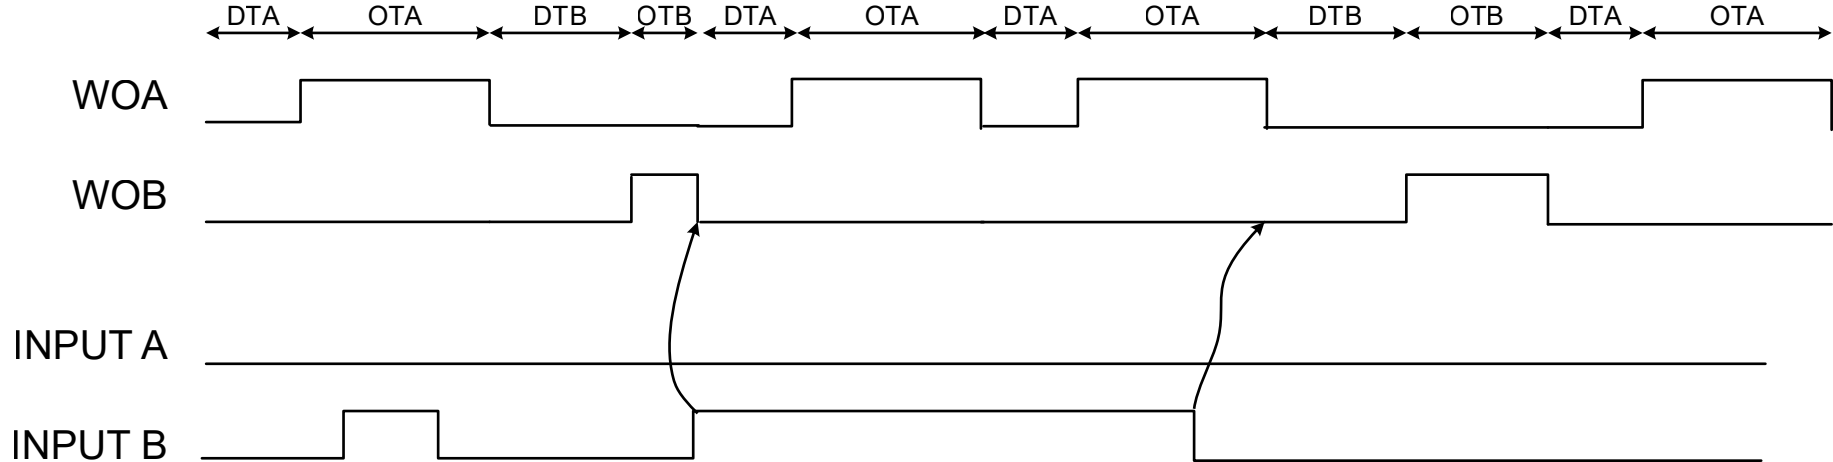 DTA OTA DTB OTB DTA OTA DTA OTA DTB OTB DTA OTA
WOA
WOB
INPUT A
INPUT B